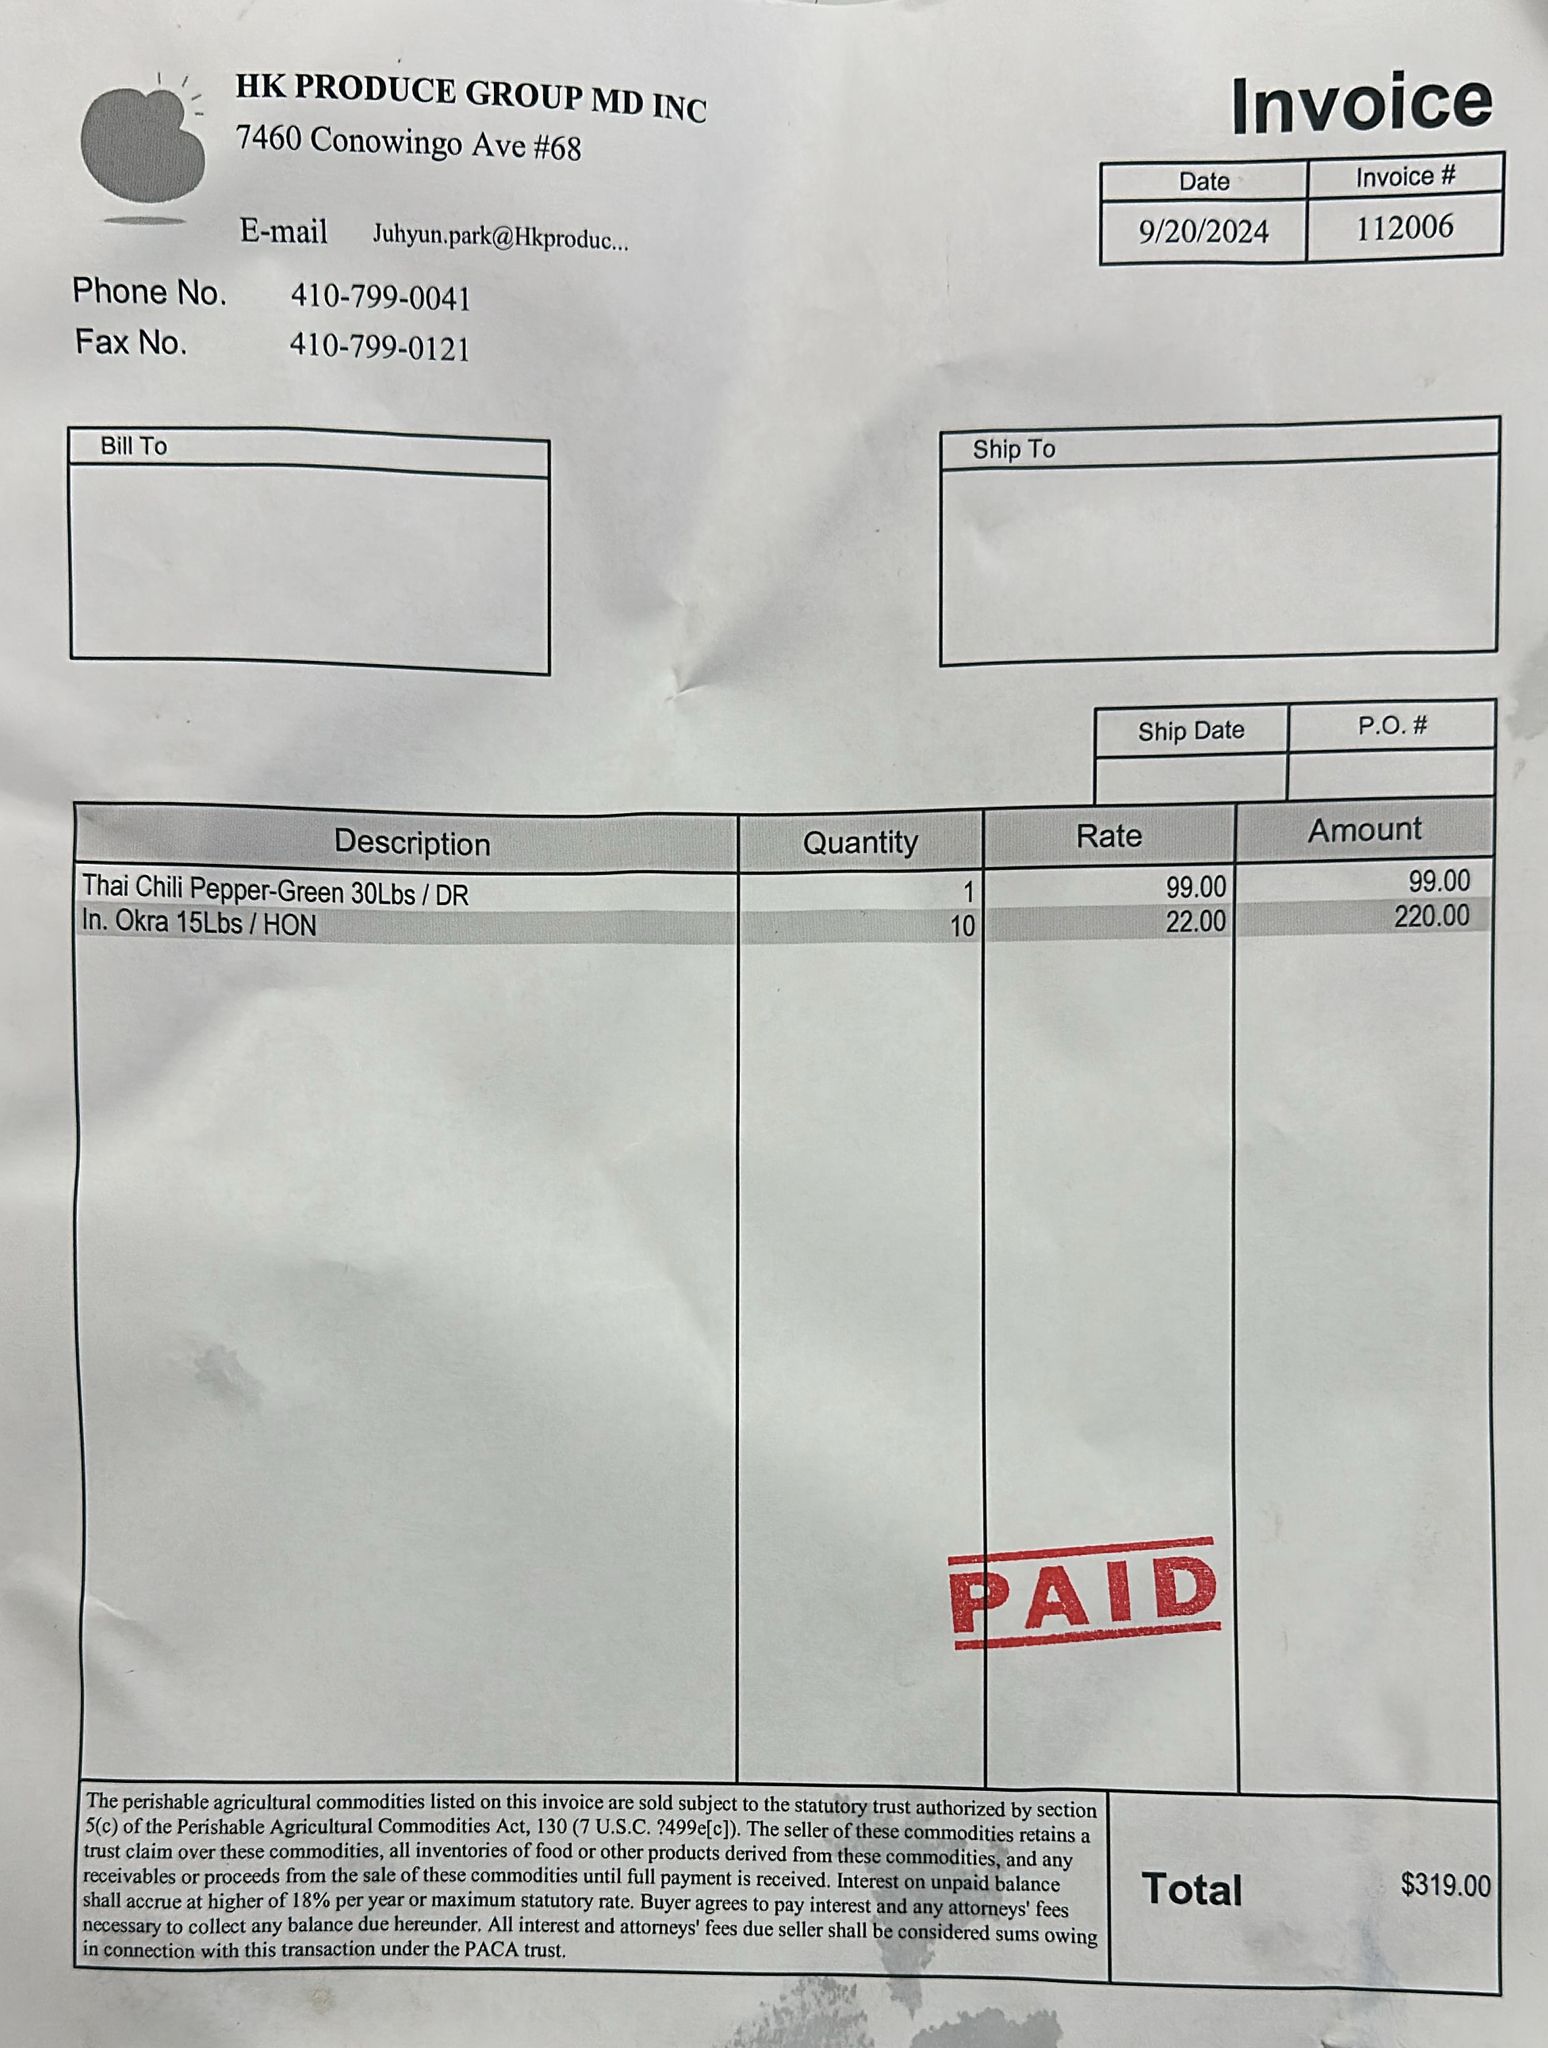 HK PRODUCE GROUP MD INC
7460 Conowingo Ave #68
E-mail Juhyun.park@Hkproduc...
Phone No. 410-799-0041
Fax No. 410-799-0121
Invoice
Date Invoice #
9/20/2024 112006
Bill To
Ship To
Ship Date P.O. #
Description Quantity Rate Amount
Thai Chili Pepper-Green 30Lbs / DR 1 99.00 99.00
In. Okra 15Lbs / HON 10 22.00 220.00
PAID
The perishable agricultural commodities listed on this invoice are sold subject to the statutory trust authorized by section
5(c) of the Perishable Agricultural Commodities Act, 130 (7 U.S.C. ?499e[c]). The seller of these commodities retains a
trust claim over these commodities, all inventories of food or other products derived from these commodities, and any
receivables or proceeds from the sale of these commodities until full payment is received. Interest on unpaid balance
shall accrue at higher of 18% per year or maximum statutory rate. Buyer agrees to pay interest and any attorneys' fees
necessary to collect any balance due hereunder. All interest and attorneys' fees due seller shall be considered sums owing
in connection with this transaction under the PACA trust.
Total $319.00